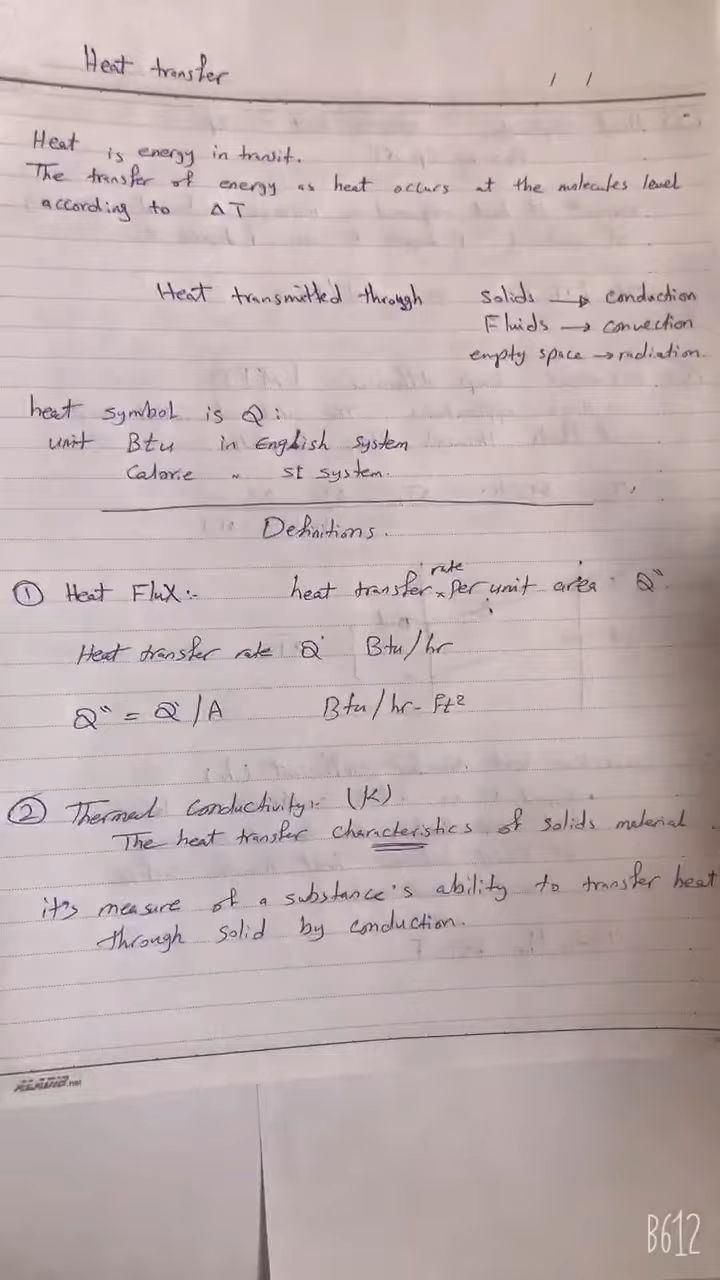 Heat transfer / /
Heat is energy in transit.
The transfer of energy as heat occurs at the molecules level
according to ΔT
Heat transmitted through solids → conduction
Fluids → convection
empty space → radiation.
heat symbol is Q:
unit Btu in English system
Calorie " SI system.
Definitions.
① Heat Flux:- heat transfer rate per unit area Q"
Heat transfer rate Q̇ Btu/hr
Q" = Q̇/A Btu/hr-ft²
② Thermal conductivity:- (K)
The heat transfer characteristics of solids material.
it's measure of a substance's ability to transfer heat
through solid by conduction.
B612